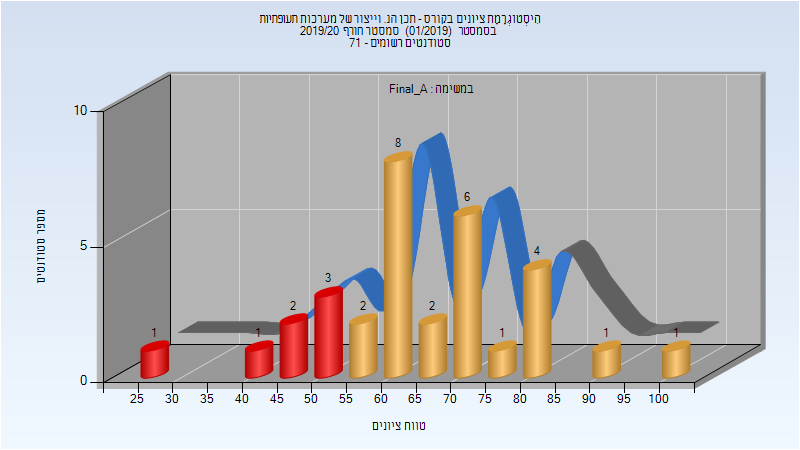 הִיסְטוֹגְרַמַּת ציונים בקורס - תכן הנ. וייצור של מערכות תעופתיות
בסמסטר (01/2019) סמסטר חורף 2019/20
סטודנטים רשומים - 71
במשימה : Final_A
10
5
0
מספר סטודנטים
1 1 2 3 2 8 2 6 1 4 1 1
25 30 35 40 45 50 55 60 65 70 75 80 85 90 95 100
טווח ציונים